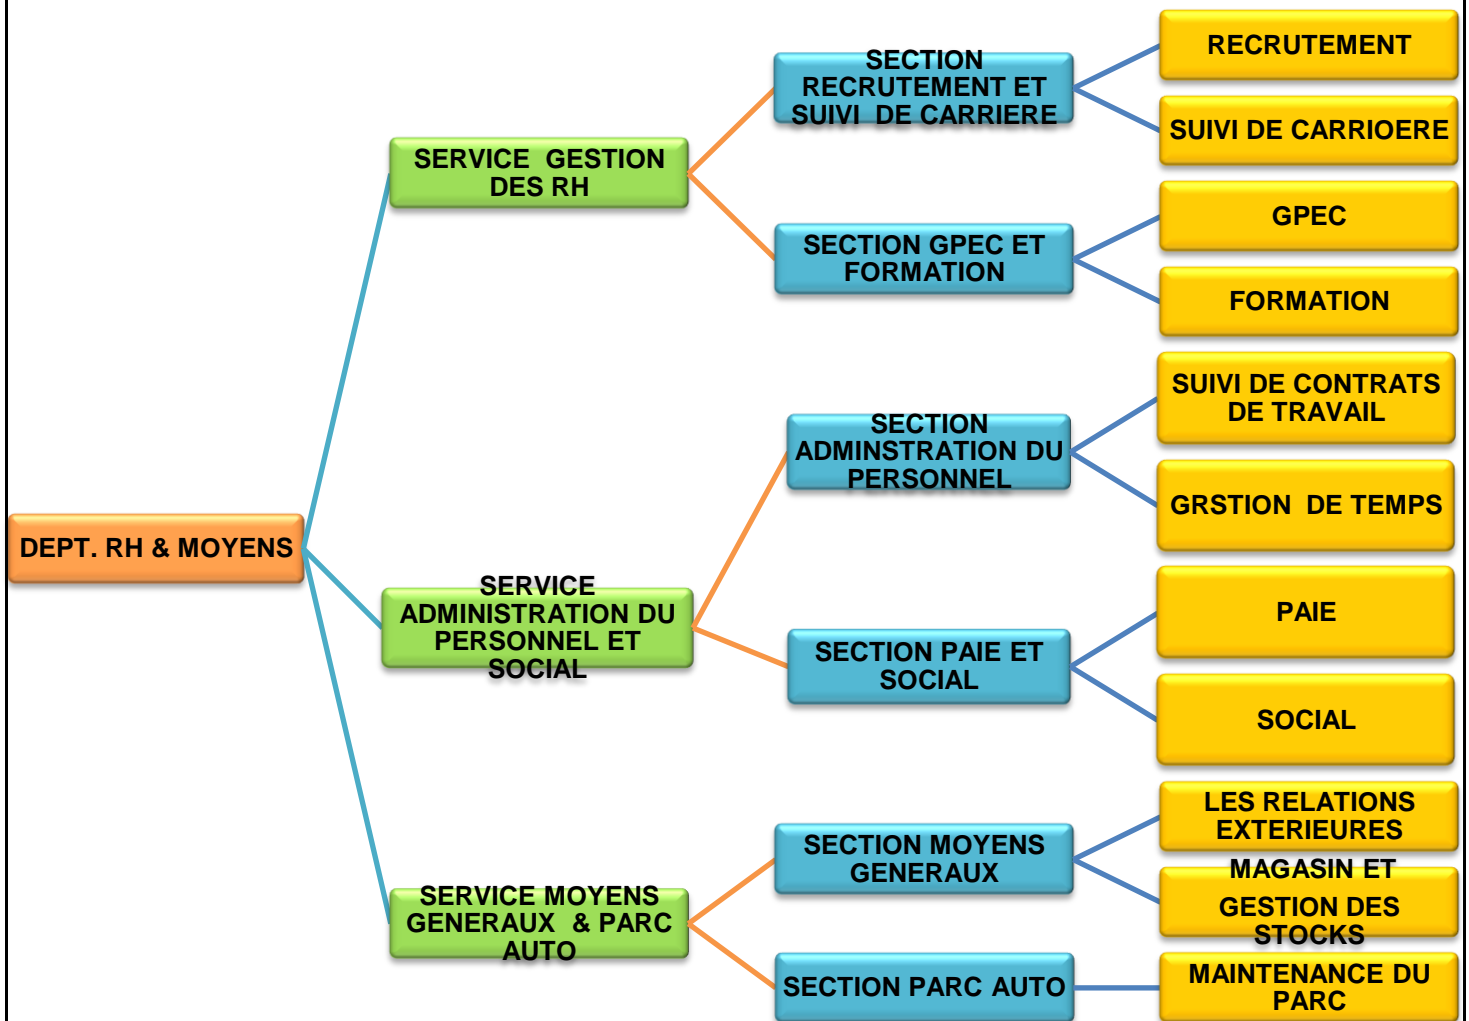 DEPT. RH & MOYENS
SERVICE GESTION
DES RH
SECTION
RECRUTEMENT ET
SUIVI DE CARRIERE
RECRUTEMENT
SUIVI DE CARRIOERE
SECTION GPEC ET
FORMATION
GPEC
FORMATION
SERVICE
ADMINISTRATION DU
PERSONNEL ET
SOCIAL
SECTION
ADMINSTRATION DU
PERSONNEL
SUIVI DE CONTRATS
DE TRAVAIL
GRSTION DE TEMPS
SECTION PAIE ET
SOCIAL
PAIE
SOCIAL
SERVICE MOYENS
GENERAUX & PARC
AUTO
SECTION MOYENS
GENERAUX
LES RELATIONS
EXTERIEURES
MAGASIN ET
GESTION DES
STOCKS
SECTION PARC AUTO
MAINTENANCE DU
PARC